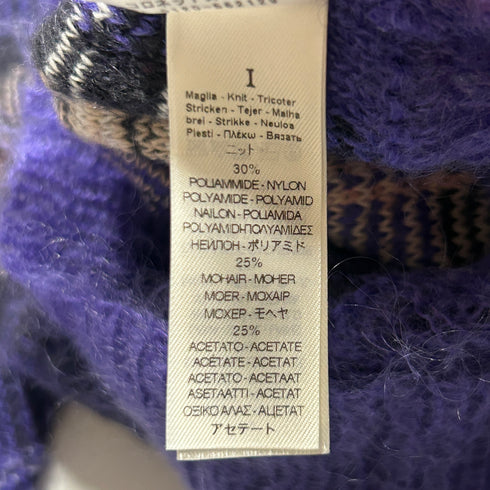 I
Maglia - Knit - Tricoter
Stricken - Tejer - Malha
brei - Strikke - Neulos
Plesti - Πλέκω - Вязать
ニット
30%
POLIAMMIDE - NYLON
POLYAMIDE - POLYAMID
NAILON - POLIAMIDA
POLYAMIDΗΠΟΛΥΑΜΙΔΕΣ
НЕЙЛОН - ポリアミド
25%
MOHAIR - MOHER
MOER - MOXAIP
МОХЕР - モヘヤ
25%
ACETATO - ACETATE
ACÉTATE - ACETAT
ACETATO - ACETAAT
ASETAATTI - ACETAT
ΟΞΙΚΟ ΑΛΑΣ - АЦЕТАТ
アセテート